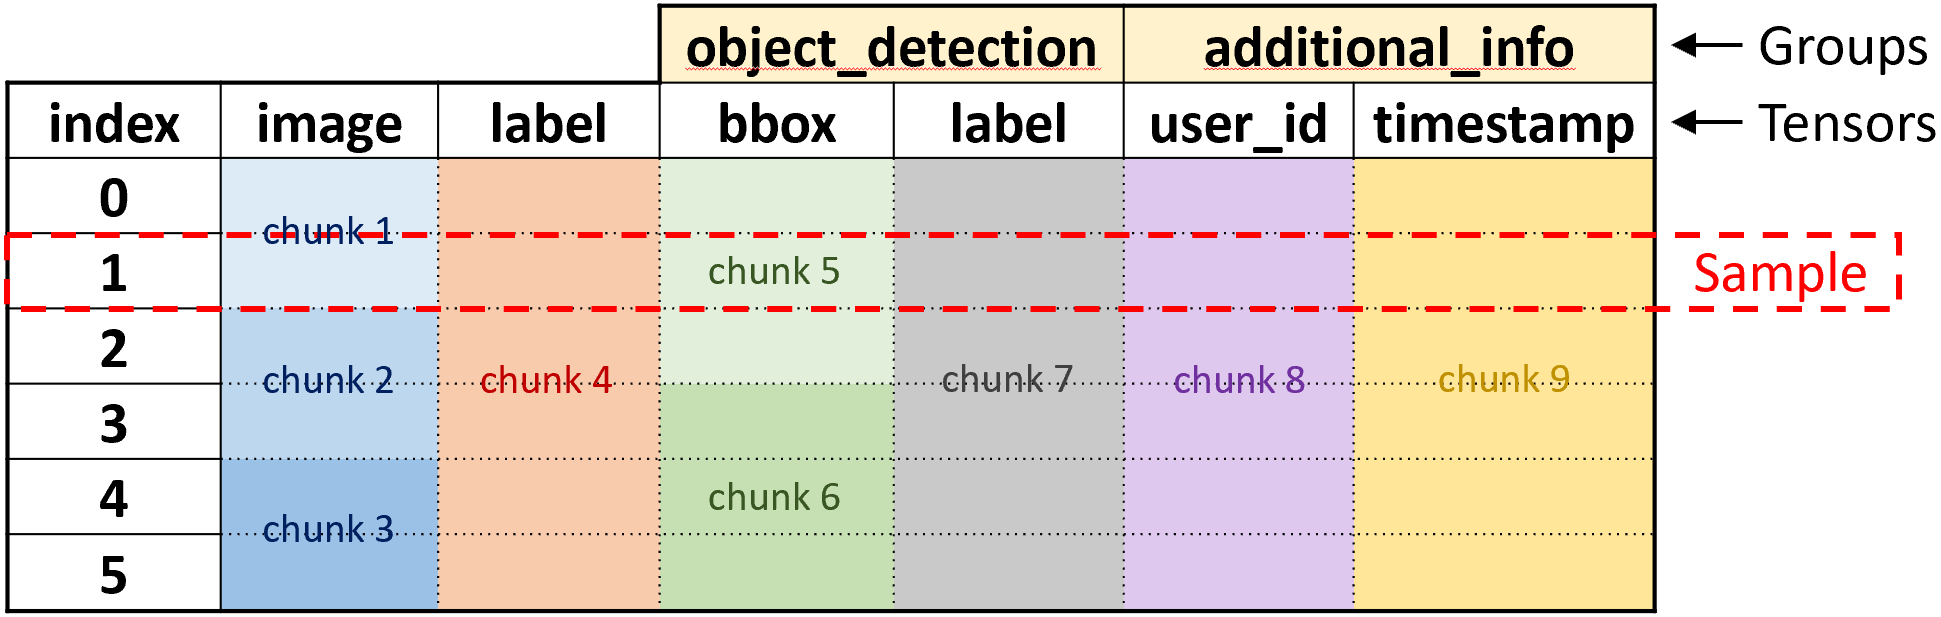 object_detection additional_info Groups
index image label bbox label user_id timestamp Tensors
0
chunk 1
1 chunk 5 Sample
2
chunk 2 chunk 4 chunk 7 chunk 8 chunk 9
3
4 chunk 6
chunk 3
5